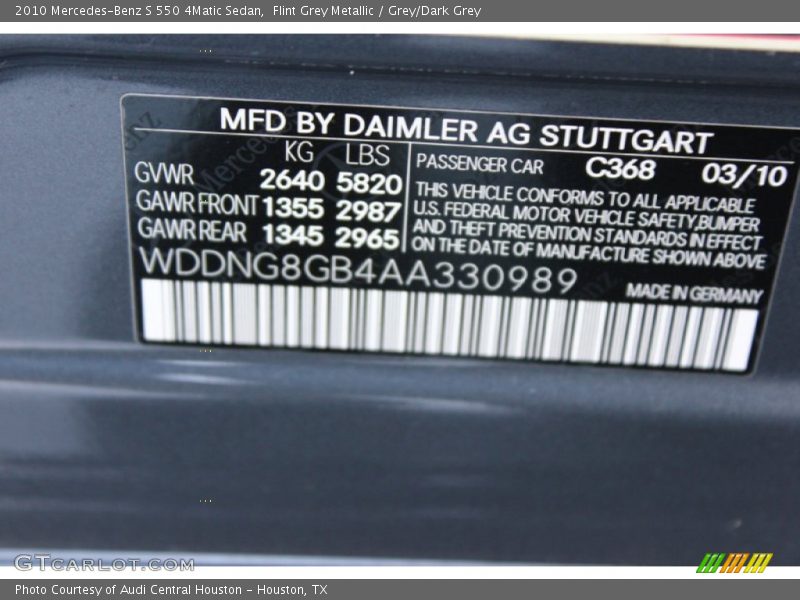 2010 Mercedes-Benz S 550 4Matic Sedan,  Flint Grey Metallic / Grey/Dark Grey
MFD BY DAIMLER AG STUTTGART
KG LBS
GVWR 2640 5820
GAWR FRONT 1355 2987
GAWR REAR 1345 2965
PASSENGER CAR C368 03/10
THIS VEHICLE CONFORMS TO ALL APPLICABLE
U.S. FEDERAL MOTOR VEHICLE SAFETY,BUMPER
AND THEFT PREVENTION STANDARDS IN EFFECT
ON THE DATE OF MANUFACTURE SHOWN ABOVE
WDDNG8GB4AA330989
MADE IN GERMANY
GTCARLOT.COM
Photo Courtesy of Audi Central Houston - Houston, TX